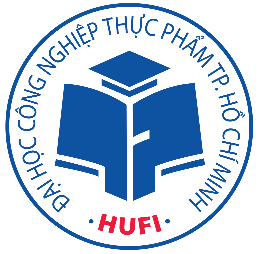 ĐẠI HỌC CÔNG NGHIỆP THỰC PHẨM TP. HỒ CHÍ MINH
· HUFI ·